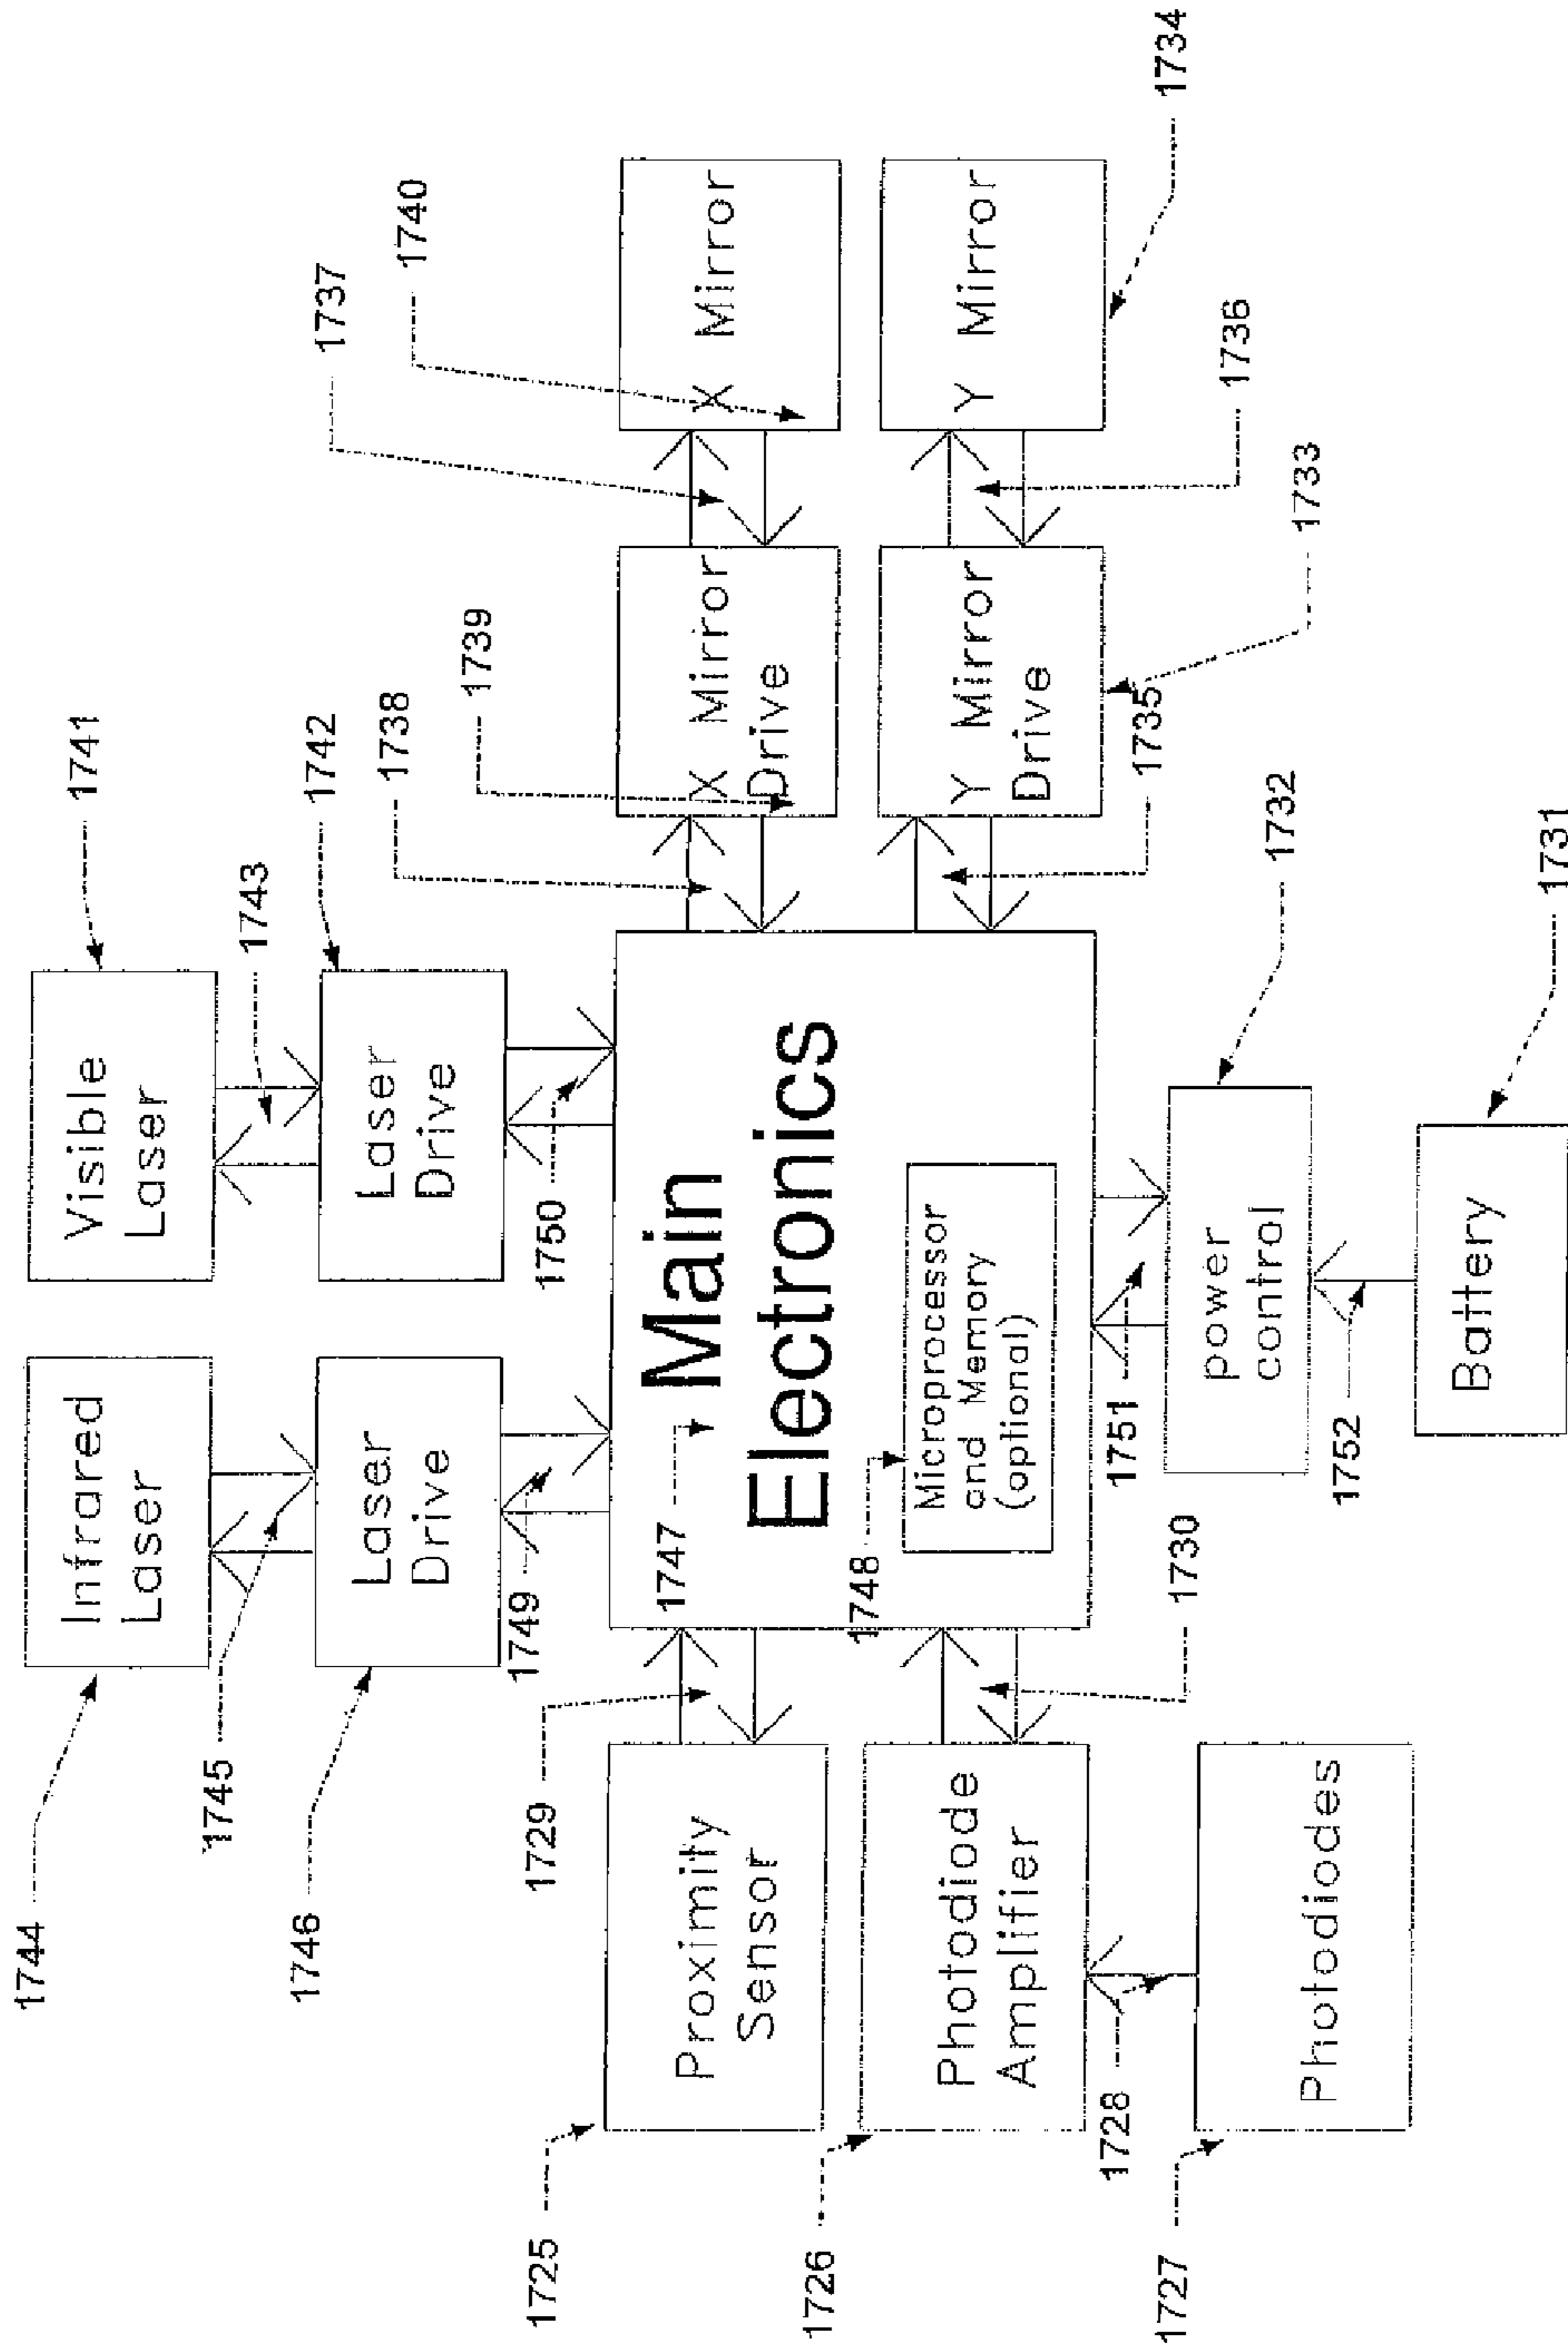 1744
Infrared
Laser
1745
1746
Laser
Drive
1749
Visible
Laser
1741
1743
Laser
Drive
1742
1750
1738
1739
1737
1740
1725
Proximity
Sensor
1729
1747
Main
Electronics
X Mirror
Drive
X Mirror
1726
Photodiode
Amplifier
1730
1748
Microprocessor
and Memory
(optional)
Y Mirror
Drive
Y Mirror
1735
1736
1733
1734
1728
1727
Photodiodes
1751
power
control
1732
1752
Battery
1731